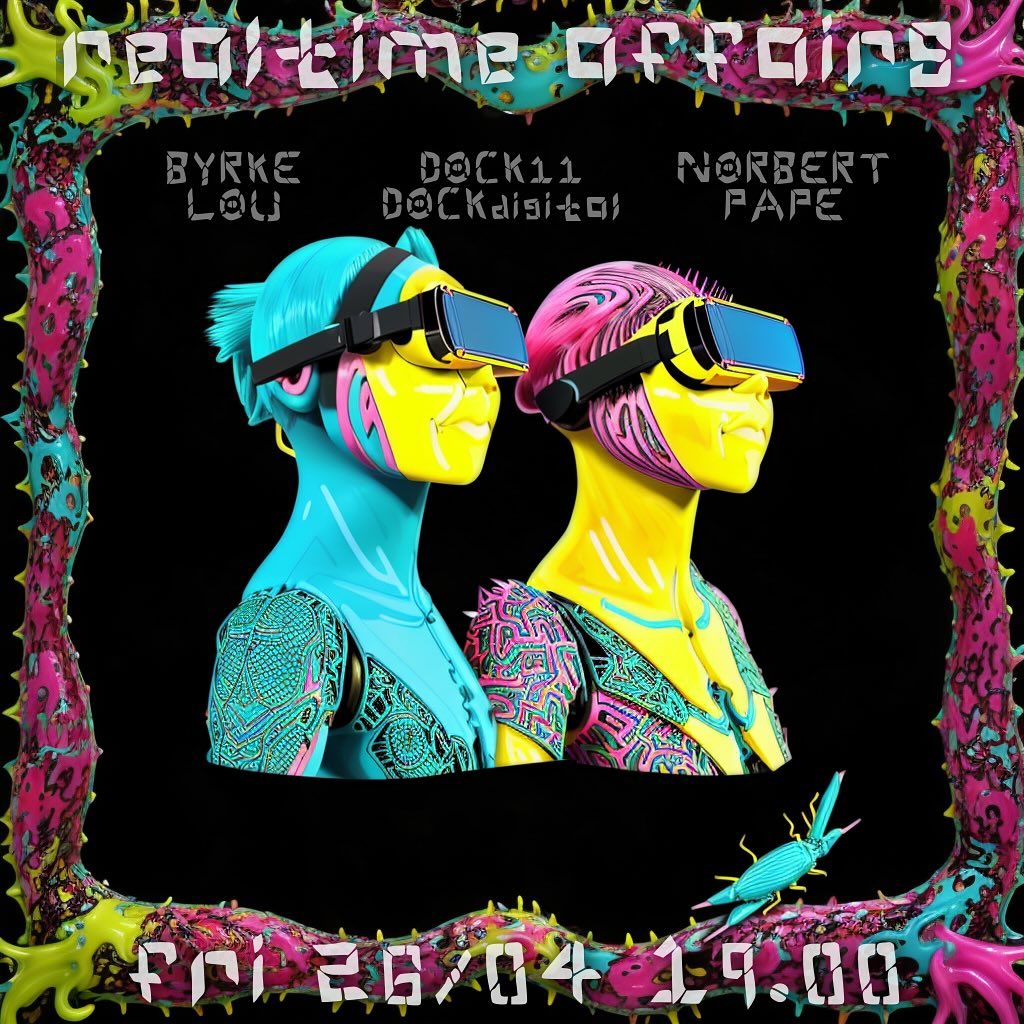 realtime affairs
BYRKE LOU
DOCK11 DOCKdigital
NORBERT PAPE
fri 26/04 19.00